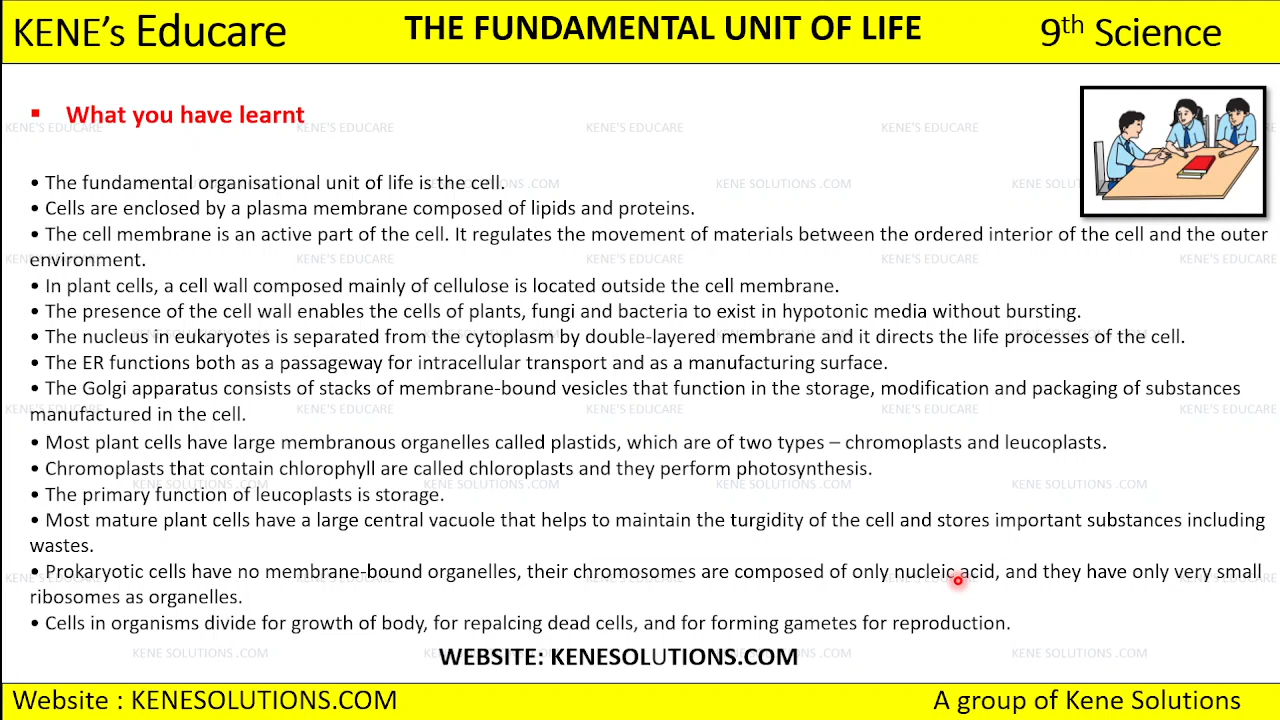 KENE's Educare
THE FUNDAMENTAL UNIT OF LIFE
9th Science
▪ What you have learnt
• The fundamental organisational unit of life is the cell.
• Cells are enclosed by a plasma membrane composed of lipids and proteins.
• The cell membrane is an active part of the cell. It regulates the movement of materials between the ordered interior of the cell and the outer
environment.
• In plant cells, a cell wall composed mainly of cellulose is located outside the cell membrane.
• The presence of the cell wall enables the cells of plants, fungi and bacteria to exist in hypotonic media without bursting.
• The nucleus in eukaryotes is separated from the cytoplasm by double-layered membrane and it directs the life processes of the cell.
• The ER functions both as a passageway for intracellular transport and as a manufacturing surface.
• The Golgi apparatus consists of stacks of membrane-bound vesicles that function in the storage, modification and packaging of substances
manufactured in the cell.
• Most plant cells have large membranous organelles called plastids, which are of two types – chromoplasts and leucoplasts.
• Chromoplasts that contain chlorophyll are called chloroplasts and they perform photosynthesis.
• The primary function of leucoplasts is storage.
• Most mature plant cells have a large central vacuole that helps to maintain the turgidity of the cell and stores important substances including
wastes.
• Prokaryotic cells have no membrane-bound organelles, their chromosomes are composed of only nucleic acid, and they have only very small
ribosomes as organelles.
• Cells in organisms divide for growth of body, for repalcing dead cells, and for forming gametes for reproduction.
WEBSITE: KENESOLUTIONS.COM
Website : KENESOLUTIONS.COM
A group of Kene Solutions